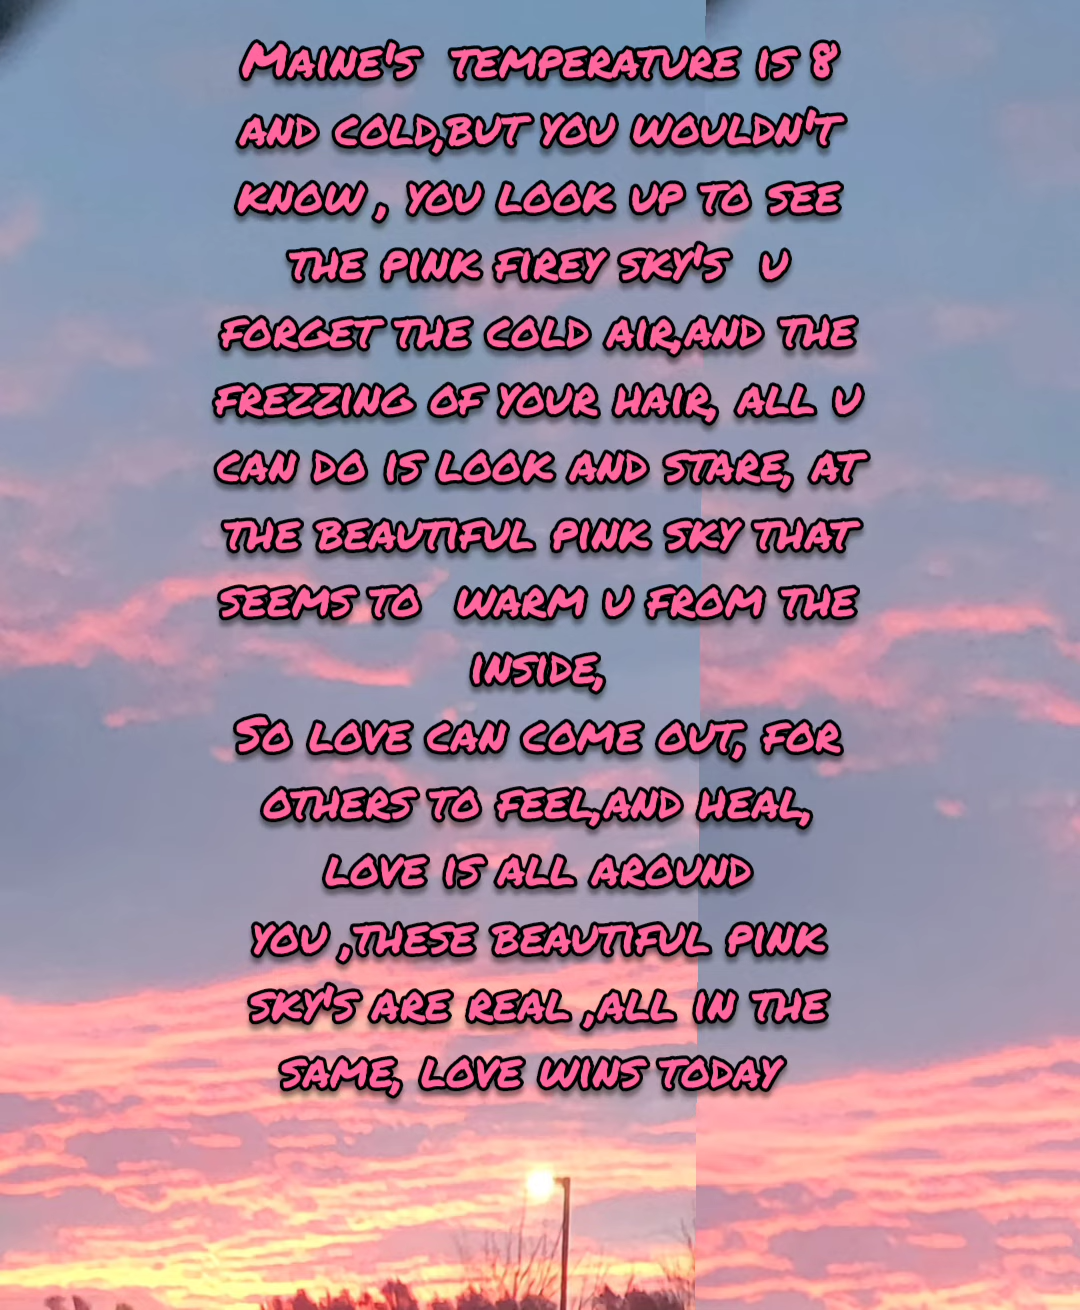 Maine's temperature is 8
and cold,but you wouldn't
know , you look up to see
the pink firey sky's u
forget the cold air,and the
frezzing of your hair, all u
can do is look and stare, at
the beautiful pink sky that
seems to warm u from the
inside,
So love can come out, for
others to feel,and heal,
love is all around
you ,these beautiful pink
sky's are real ,all in the
same, love wins today